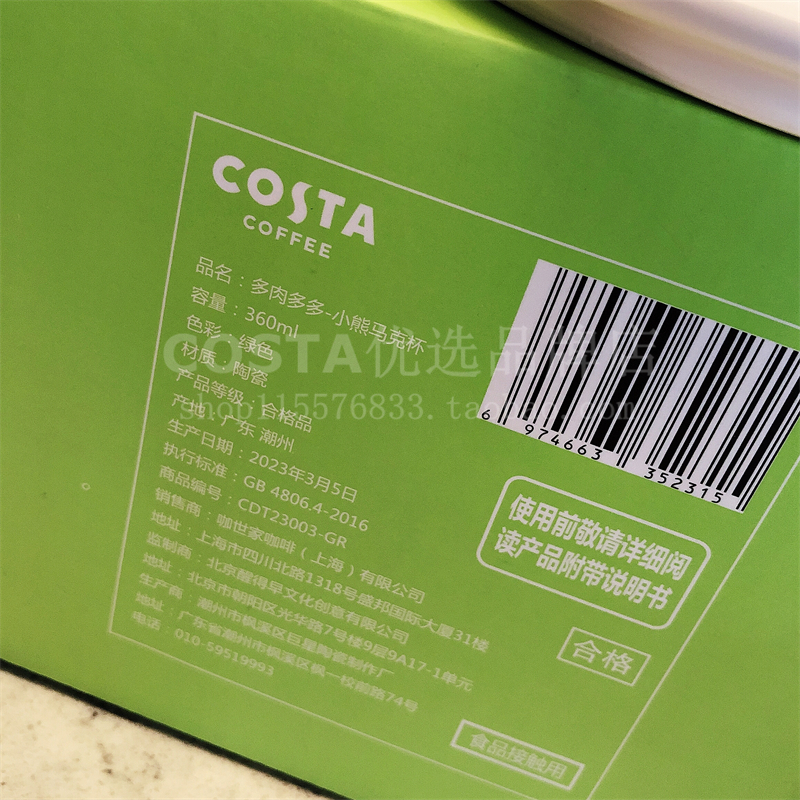 COSTA
COFFEE
品名：多肉多多-小熊马克杯
容量：360ml
色彩：绿色
材质：陶瓷
产品等级：合格品
产地：广东 潮州
生产日期：2023年3月5日
执行标准：GB 4806.4-2016
商品编号：CDT23003-GR
销售商：咖世家咖啡（上海）有限公司
地址：上海市四川北路1318号盛邦国际大厦31楼
监制商：北京醒得早文化创意有限公司
地址：北京市朝阳区光华路7号楼9层9A17-1单元
生产商：潮州市枫溪区巨星陶瓷制作厂
地址：广东省潮州市枫溪区枫一校前路74号
电话：010-59519993
6 974663 352315
使用前敬请详细阅
读产品附带说明书
合格
食品接触用
COSTA优选品牌店
shop115576833.taobao.com